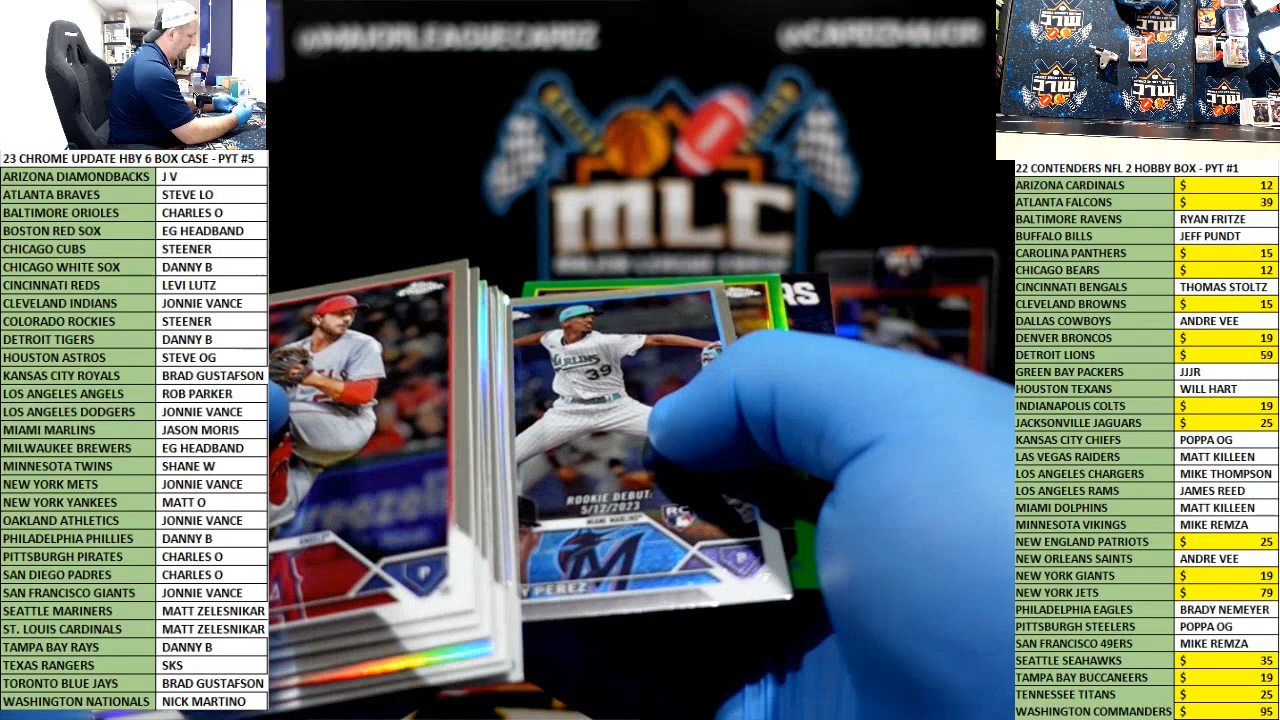 23 CHROME UPDATE HBY 6 BOX CASE - PYT #5
ARIZONA DIAMONDBACKS J V
ATLANTA BRAVES STEVE LO
BALTIMORE ORIOLES CHARLES O
BOSTON RED SOX EG HEADBAND
CHICAGO CUBS STEENER
CHICAGO WHITE SOX DANNY B
CINCINNATI REDS LEVI LUTZ
CLEVELAND INDIANS JONNIE VANCE
COLORADO ROCKIES STEENER
DETROIT TIGERS DANNY B
HOUSTON ASTROS STEVE OG
KANSAS CITY ROYALS BRAD GUSTAFSON
LOS ANGELES ANGELS ROB PARKER
LOS ANGELES DODGERS JONNIE VANCE
MIAMI MARLINS JASON MORIS
MILWAUKEE BREWERS EG HEADBAND
MINNESOTA TWINS SHANE W
NEW YORK METS JONNIE VANCE
NEW YORK YANKEES MATT O
OAKLAND ATHLETICS JONNIE VANCE
PHILADELPHIA PHILLIES DANNY B
PITTSBURGH PIRATES CHARLES O
SAN DIEGO PADRES CHARLES O
SAN FRANCISCO GIANTS JONNIE VANCE
SEATTLE MARINERS MATT ZELESNIKAR
ST. LOUIS CARDINALS MATT ZELESNIKAR
TAMPA BAY RAYS DANNY B
TEXAS RANGERS SKS
TORONTO BLUE JAYS BRAD GUSTAFSON
WASHINGTON NATIONALS NICK MARTINO
MLC
RS
MARLINS
39
ROOKIE DEBUT:
5/12/2023
MIAMI MARLINS
RC
M
Y PEREZ
P
P
22 CONTENDERS NFL 2 HOBBY BOX - PYT #1
ARIZONA CARDINALS $ 12
ATLANTA FALCONS $ 39
BALTIMORE RAVENS RYAN FRITZE
BUFFALO BILLS JEFF PUNDT
CAROLINA PANTHERS $ 15
CHICAGO BEARS $ 12
CINCINNATI BENGALS THOMAS STOLTZ
CLEVELAND BROWNS $ 15
DALLAS COWBOYS ANDRE VEE
DENVER BRONCOS $ 19
DETROIT LIONS $ 59
GREEN BAY PACKERS JJJR
HOUSTON TEXANS WILL HART
INDIANAPOLIS COLTS $ 19
JACKSONVILLE JAGUARS $ 25
KANSAS CITY CHIEFS POPPA OG
LAS VEGAS RAIDERS MATT KILLEEN
LOS ANGELES CHARGERS MIKE THOMPSON
LOS ANGELES RAMS JAMES REED
MIAMI DOLPHINS MATT KILLEEN
MINNESOTA VIKINGS MIKE REMZA
NEW ENGLAND PATRIOTS $ 25
NEW ORLEANS SAINTS ANDRE VEE
NEW YORK GIANTS $ 19
NEW YORK JETS $ 79
PHILADELPHIA EAGLES BRADY NEMEYER
PITTSBURGH STEELERS POPPA OG
SAN FRANCISCO 49ERS MIKE REMZA
SEATTLE SEAHAWKS $ 35
TAMPA BAY BUCCANEERS $ 19
TENNESSEE TITANS $ 25
WASHINGTON COMMANDERS $ 95